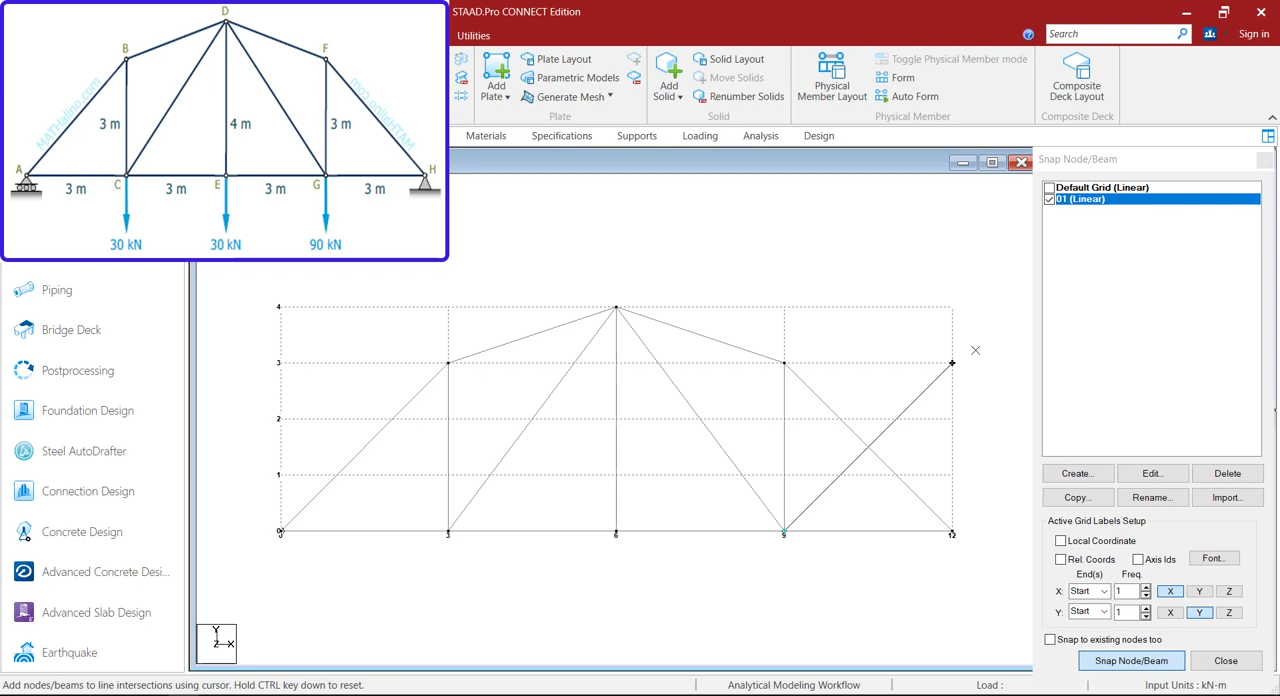 STAAD.Pro CONNECT Edition
Utilities
Search
Sign in
Add Plate
Plate Layout
Parametric Models
Generate Mesh
Plate
Add Solid
Solid Layout
Move Solids
Renumber Solids
Solid
Physical Member Layout
Toggle Physical Member mode
Form
Auto Form
Physical Member
Composite Deck Layout
Composite Deck
Materials Specifications Supports Loading Analysis Design
D
B
F
MATHalino.com
MATHalino.com
3 m
4 m
3 m
A
C
E
G
H
3 m
3 m
3 m
3 m
30 kN
30 kN
90 kN
Piping
Bridge Deck
Postprocessing
Foundation Design
Steel AutoDrafter
Connection Design
Concrete Design
Advanced Concrete Desi...
Advanced Slab Design
Earthquake
4
3
2
1
0
0 3 6 9 12
Y
Z X
Snap Node/Beam
Default Grid (Linear)
01 (Linear)
Create... Edit... Delete
Copy... Rename... Import...
Active Grid Labels Setup
Local Coordinate
Rel. Coords Axis Ids Font...
End(s) Freq.
X: Start 1 X Y Z
Y: Start 1 X Y Z
Snap to existing nodes too
Snap Node/Beam Close
Add nodes/beams to line intersections using cursor. Hold CTRL key down to reset.
Analytical Modeling Workflow
Load :
Input Units : kN-m